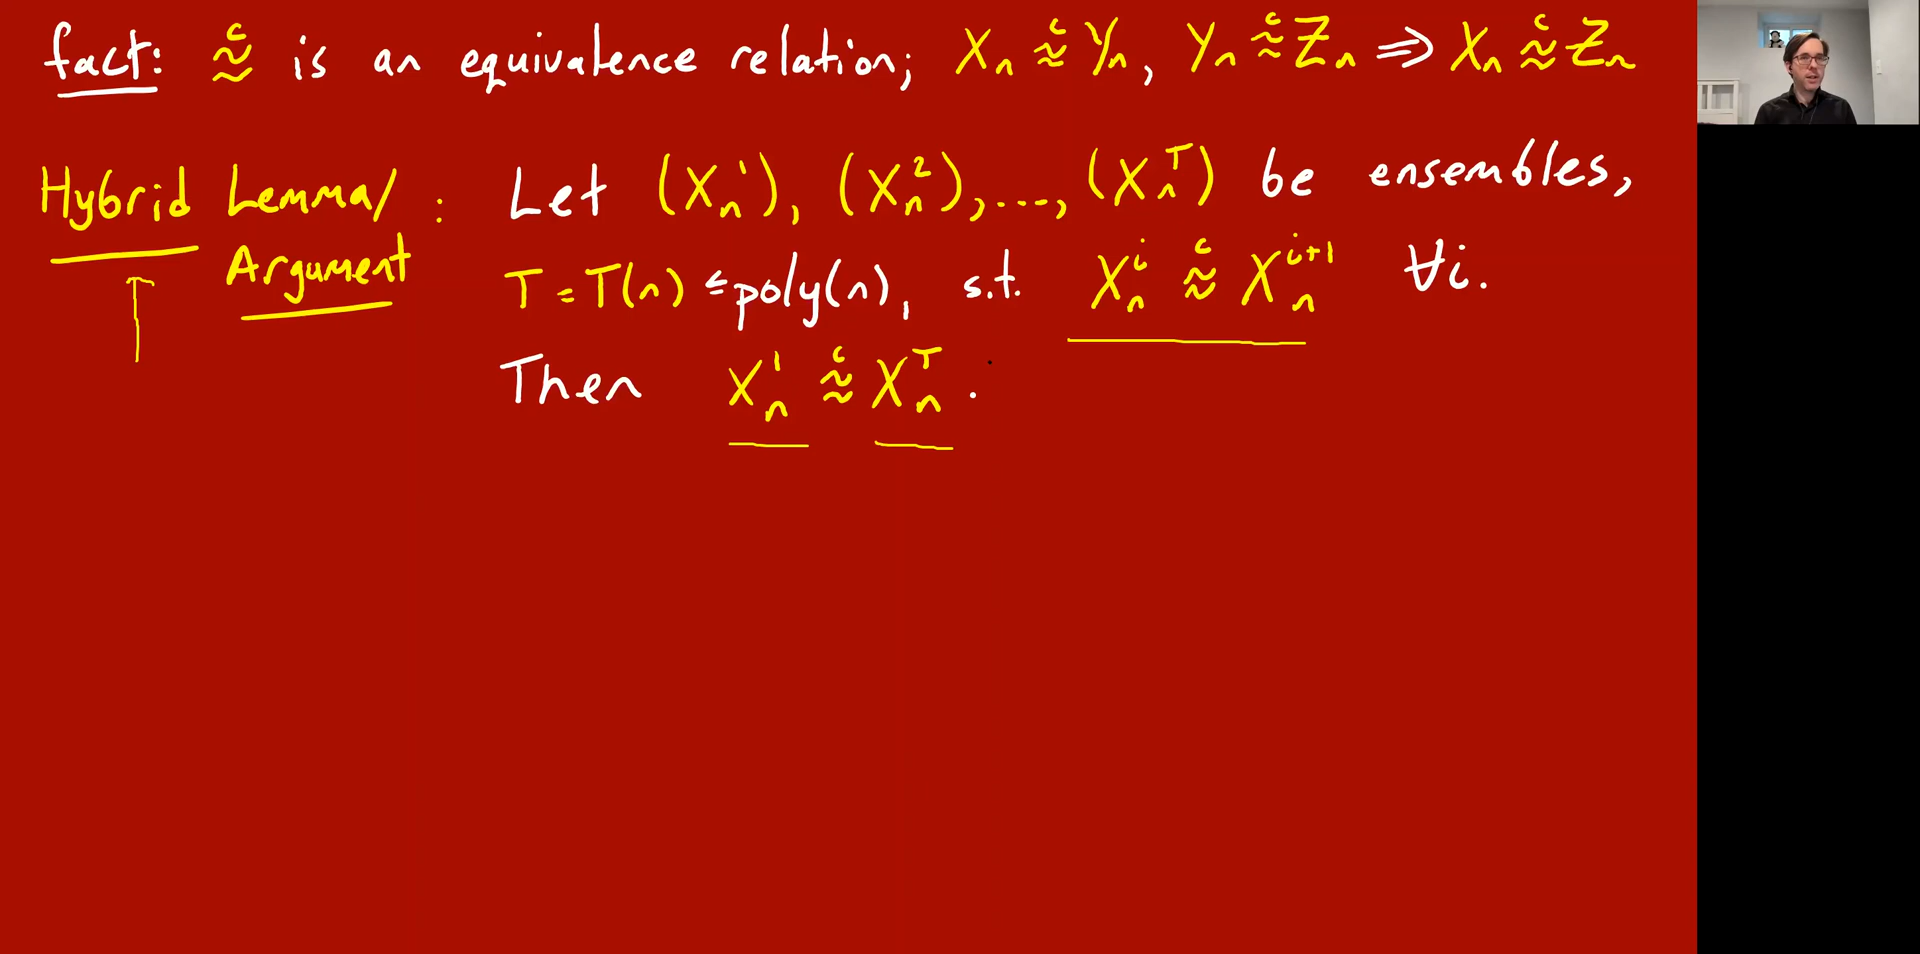 fact: ≈ᶜ is an equivalence relation; Xₙ ≈ᶜ Yₙ, Yₙ ≈ᶜ Zₙ ⇒ Xₙ ≈ᶜ Zₙ
Hybrid Lemma/ Argument : Let (Xₙ¹), (Xₙ²), ..., (Xₙᵀ) be ensembles,
T = T(n) ≤ poly(n), s.t. Xₙⁱ ≈ᶜ Xₙⁱ⁺¹ ∀i.
Then Xₙ¹ ≈ᶜ Xₙᵀ.